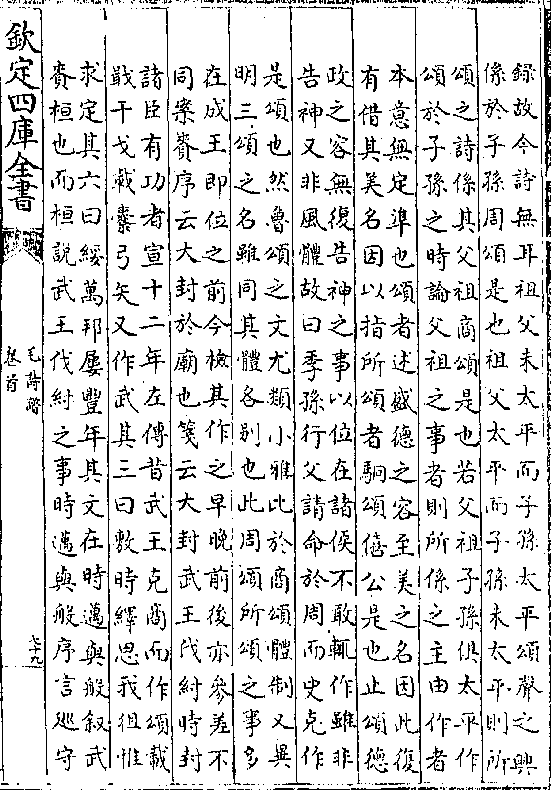 錄故今詩無耳祖父未太平而子孫太平頌聲之興
係於子孫周頌是也祖父太平而子孫未太平則所
頌之詩係其父祖商頌是也若父祖子孫俱太平作
頌於子孫之時論父祖之事者則所係之主由作者
本意無定準也頌者述盛德之容至美之名因此復
有借其美名因以指所頌者駉頌僖公是也止頌德
政之容無復告神之事以位在諸侯不敢輒作雖非
告神又非風體故曰季孫行父請命於周而史克作
是頌也然魯頌之文尤類小雅比於商頌體制又異
明三頌之名雖同其體各别也此周頌所頌之事多
在成王即位之前今檢其作之早晚前後亦參差不
同案賚序云大封於廟也箋云大封武王伐紂時封
諸臣有功者宣十二年左傳昔武王克商而作頌載
戢干戈載櫜弓矢又作武其三曰敷時繹思我徂惟
求定其六曰綏萬邦屢豐年其文在時邁與般叙武
賚桓也而桓説武王伐紂之事時邁與般序言廵守
欽定四庫全書
毛詩疏
卷首
七十九